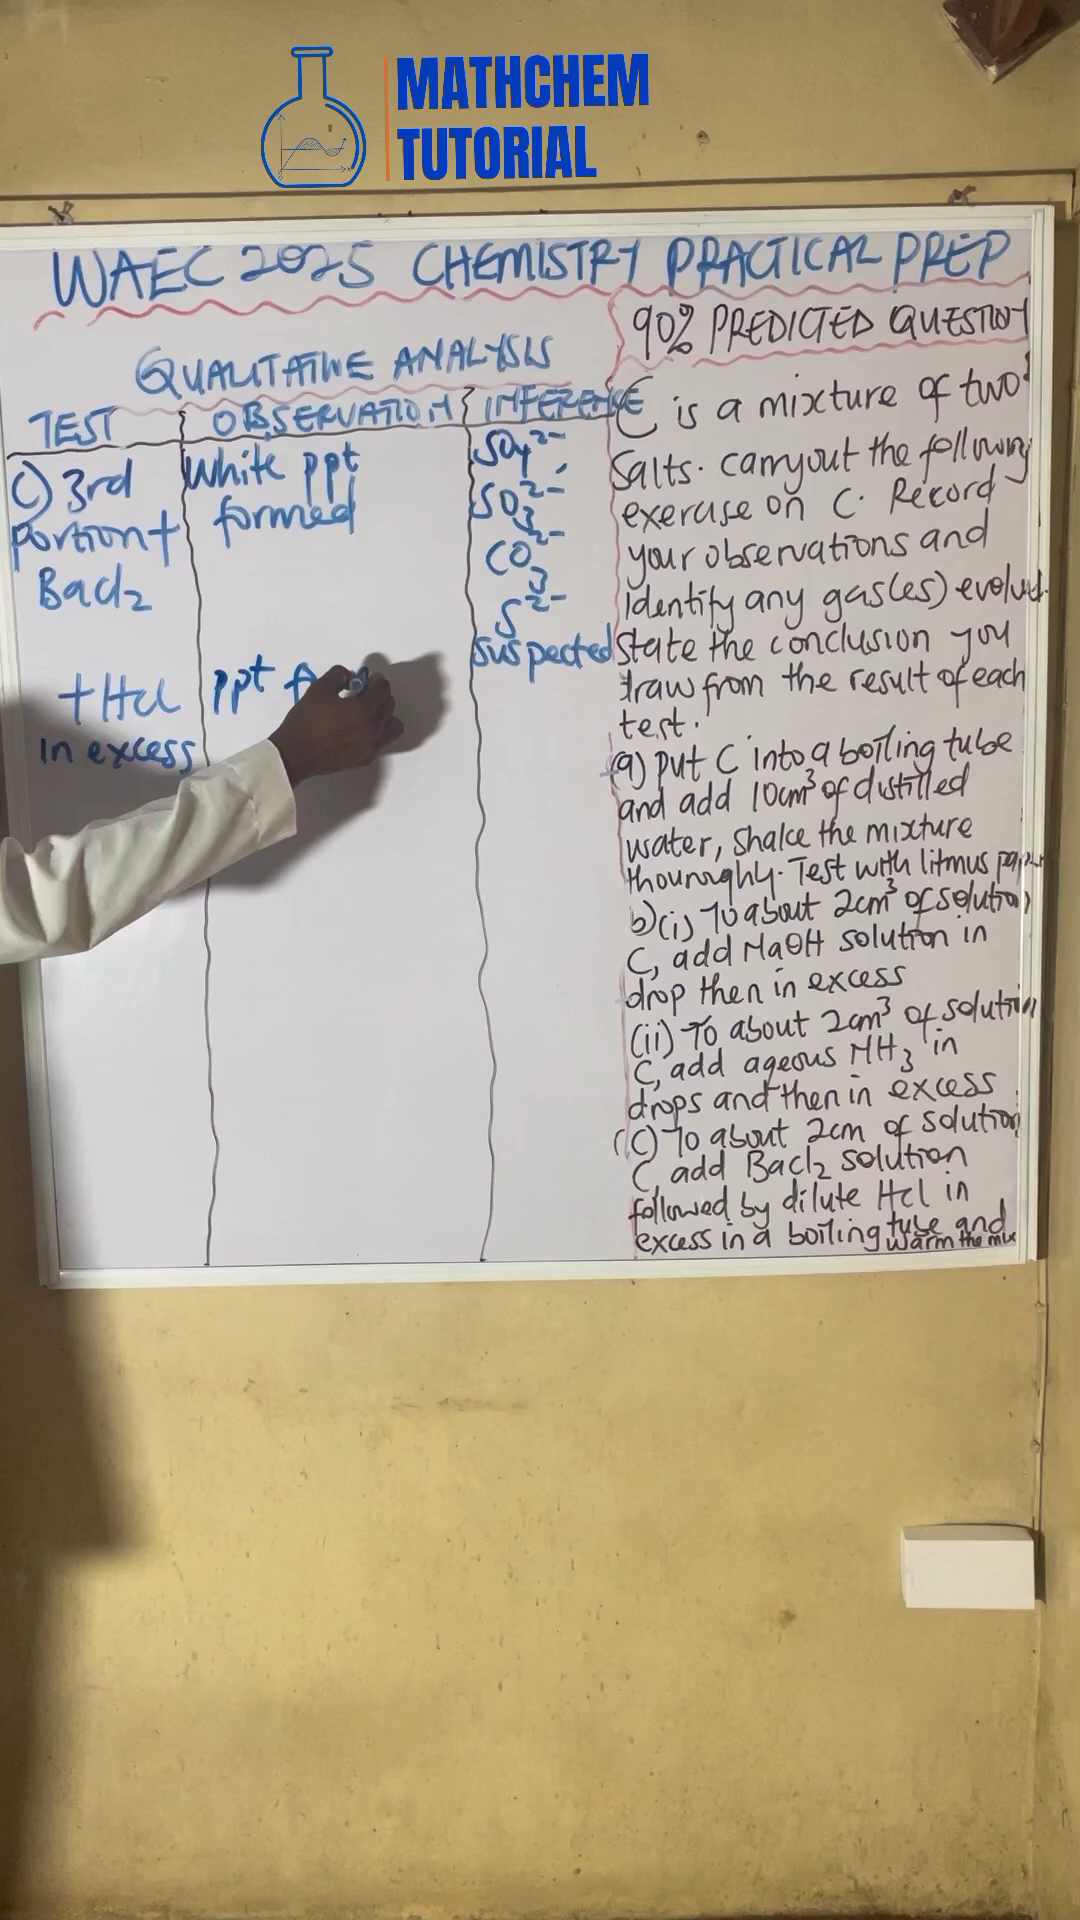 MATHCHEM
TUTORIAL
WAEC 2025 CHEMISTRY PRACTICAL PREP
QUALITATIVE ANALYSIS
TEST OBSERVATION INFERENCE
C) 3rd
portion +
Bacl2
White ppt
formed
SO4 2-,
SO3 2-
CO3 2-
S 2-
suspected
+ Hcl
in excess
ppt
90% PREDICTED QUESTION
C is a mixture of two
Salts. carryout the following
exercise on C. Record
your observations and
identify any gas(es) evolved.
state the conclusion you
draw from the result of each
test.
(a) put C into a boiling tube
and add 10cm3 of distilled
water, shake the mixture
thouroughly. Test with litmus paper
b)(i) To about 2cm3 of solution
C, add NaOH solution in
drop then in excess
(ii) To about 2cm3 of solution
C, add aqeous NH3 in
drops and then in excess
(C) To about 2cm of solution
C, add Bacl2 solution
followed by dilute Hcl in
excess in a boiling tube and
warm the mix